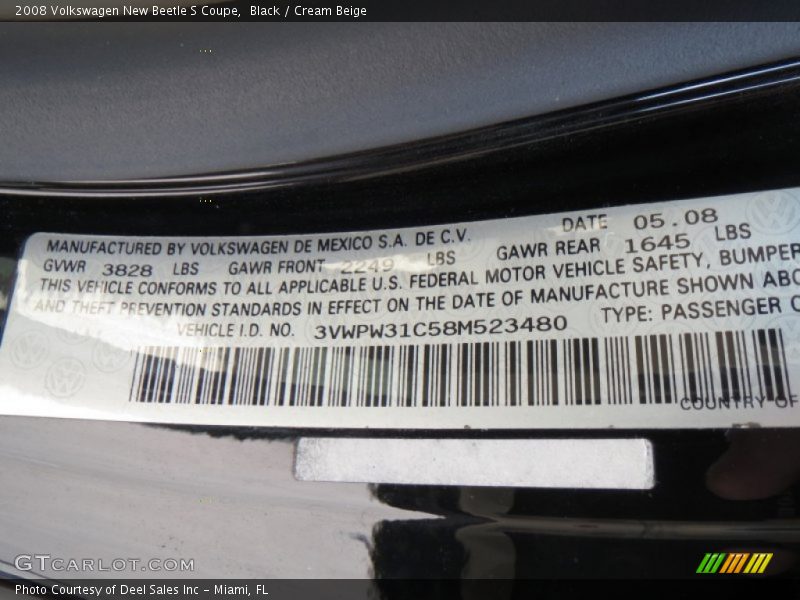 2008 Volkswagen New Beetle S Coupe,  Black / Cream Beige
MANUFACTURED BY VOLKSWAGEN DE MEXICO S.A. DE C.V. DATE 05.08
GVWR 3828 LBS GAWR FRONT 2249 LBS GAWR REAR 1645 LBS
THIS VEHICLE CONFORMS TO ALL APPLICABLE U.S. FEDERAL MOTOR VEHICLE SAFETY, BUMPER
AND THEFT PREVENTION STANDARDS IN EFFECT ON THE DATE OF MANUFACTURE SHOWN ABO
VEHICLE I.D. NO. 3VWPW31C58M523480 TYPE: PASSENGER C
COUNTRY OF
GTCARLOT.COM
Photo Courtesy of Deel Sales Inc - Miami, FL